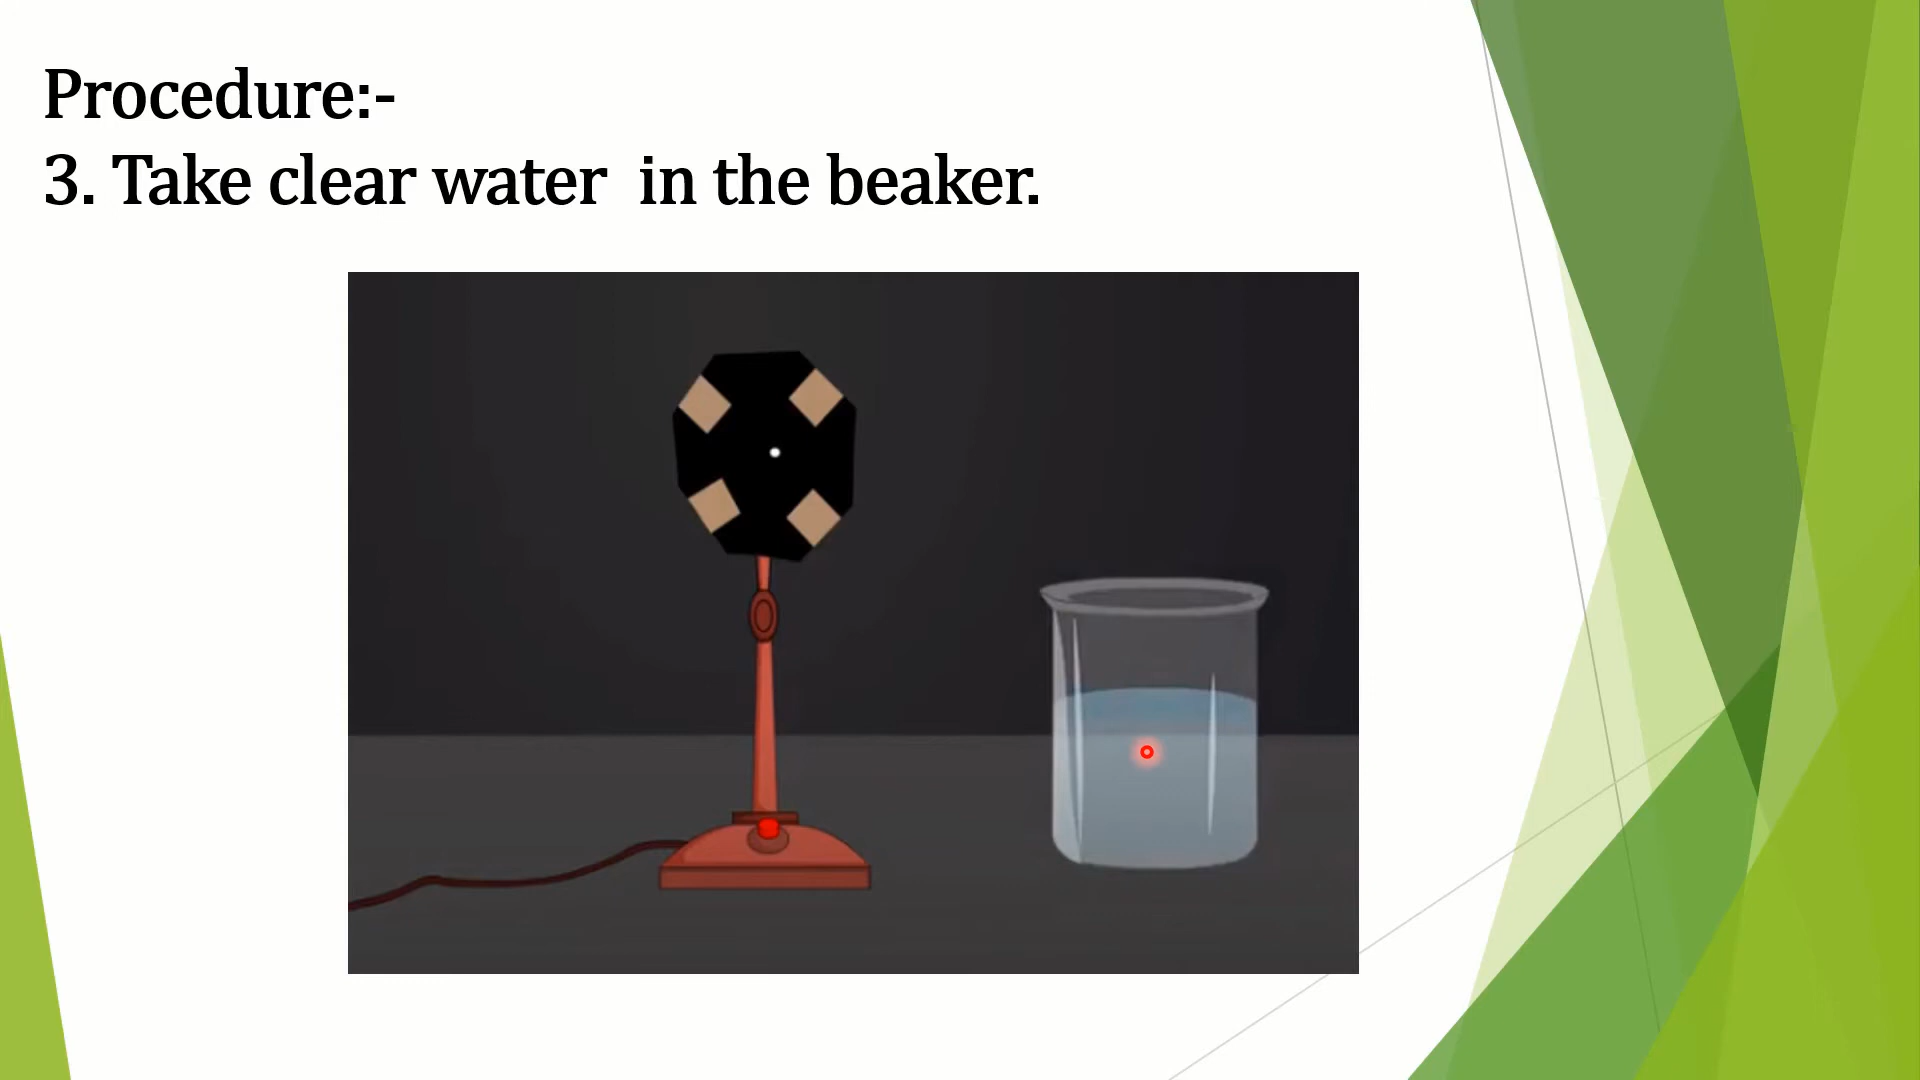 Procedure:-
3. Take clear water  in the beaker.